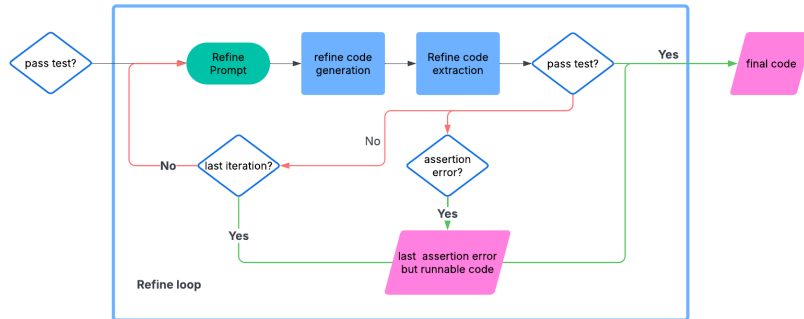 pass test?
Refine
Prompt
refine code
generation
Refine code
extraction
pass test?
Yes
final code
No
assertion
error?
last iteration?
No
Yes
Yes
last  assertion error
but runnable code
Refine loop